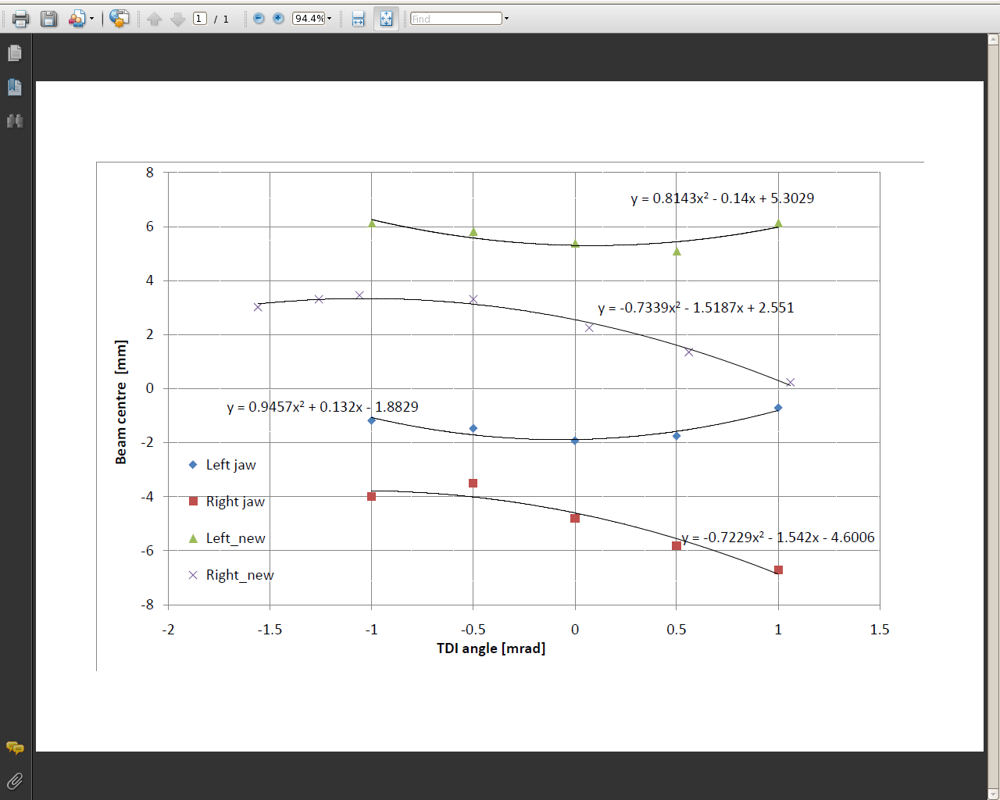 1 / 1 94.4% Find
8
y = 0.8143x² - 0.14x + 5.3029
6
4
y = -0.7339x² - 1.5187x + 2.551
2
Beam centre [mm]
0
y = 0.9457x² + 0.132x - 1.8829
-2
Left jaw
-4
Right jaw
y = -0.7229x² - 1.542x - 4.6006
Left_new
-6
Right_new
-8
-2 -1.5 -1 -0.5 0 0.5 1 1.5
TDI angle [mrad]